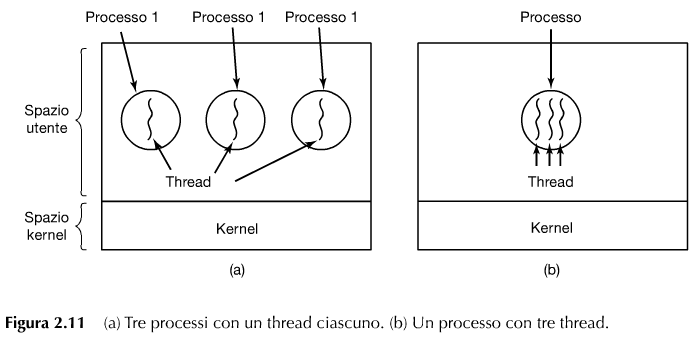 Processo 1 Processo 1 Processo 1
Processo
Spazio
utente
Thread
Thread
Spazio
kernel
Kernel
Kernel
(a)
(b)
Figura 2.11 (a) Tre processi con un thread ciascuno. (b) Un processo con tre thread.